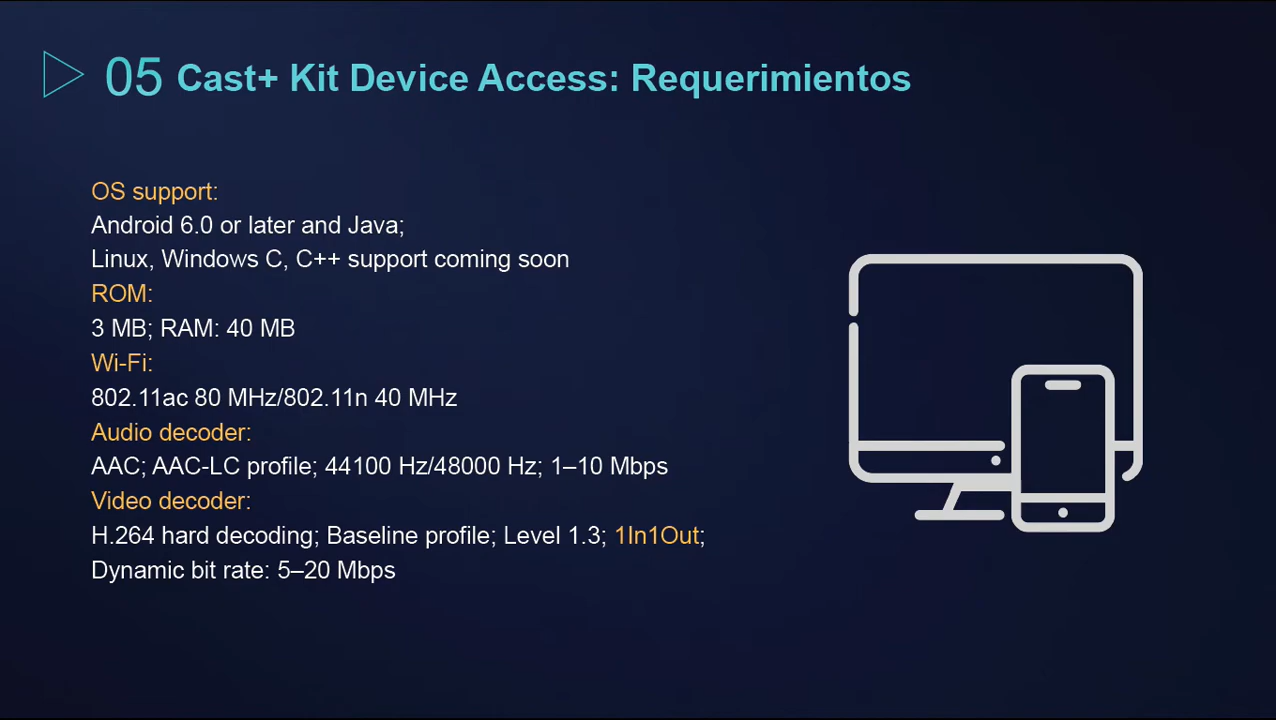 05 Cast+ Kit Device Access: Requerimientos
OS support:
Android 6.0 or later and Java;
Linux, Windows C, C++ support coming soon
ROM:
3 MB; RAM: 40 MB
Wi-Fi:
802.11ac 80 MHz/802.11n 40 MHz
Audio decoder:
AAC; AAC-LC profile; 44100 Hz/48000 Hz; 1–10 Mbps
Video decoder:
H.264 hard decoding; Baseline profile; Level 1.3; 1In1Out;
Dynamic bit rate: 5–20 Mbps